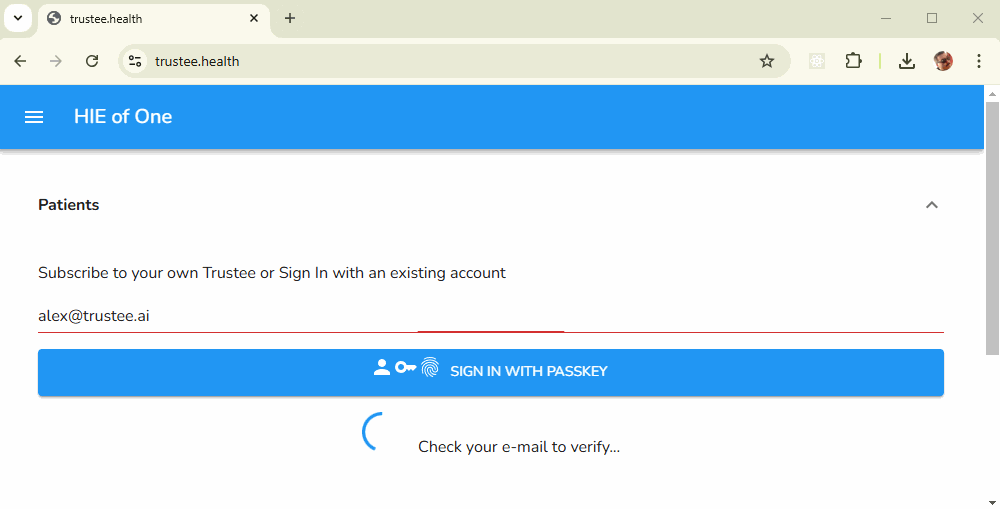 trustee.health
trustee.health
HIE of One
Patients
Subscribe to your own Trustee or Sign In with an existing account
alex@trustee.ai
SIGN IN WITH PASSKEY
Check your e-mail to verify...